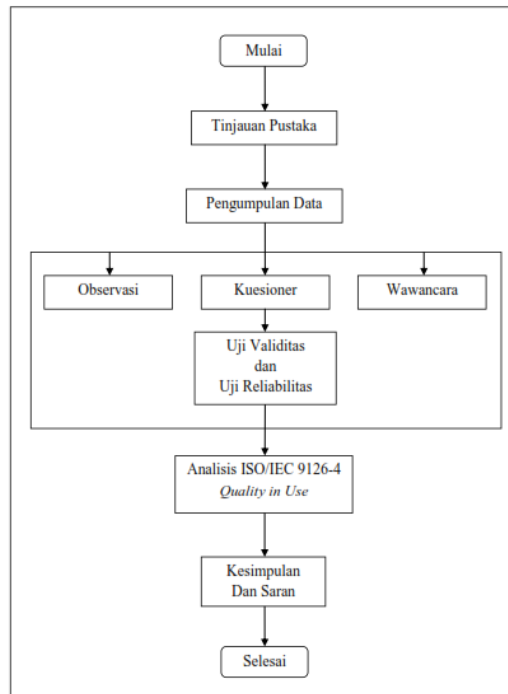 Mulai
Tinjauan Pustaka
Pengumpulan Data
Observasi
Kuesioner
Wawancara
Uji Validitas
dan
Uji Reliabilitas
Analisis ISO/IEC 9126-4
Quality in Use
Kesimpulan
Dan Saran
Selesai